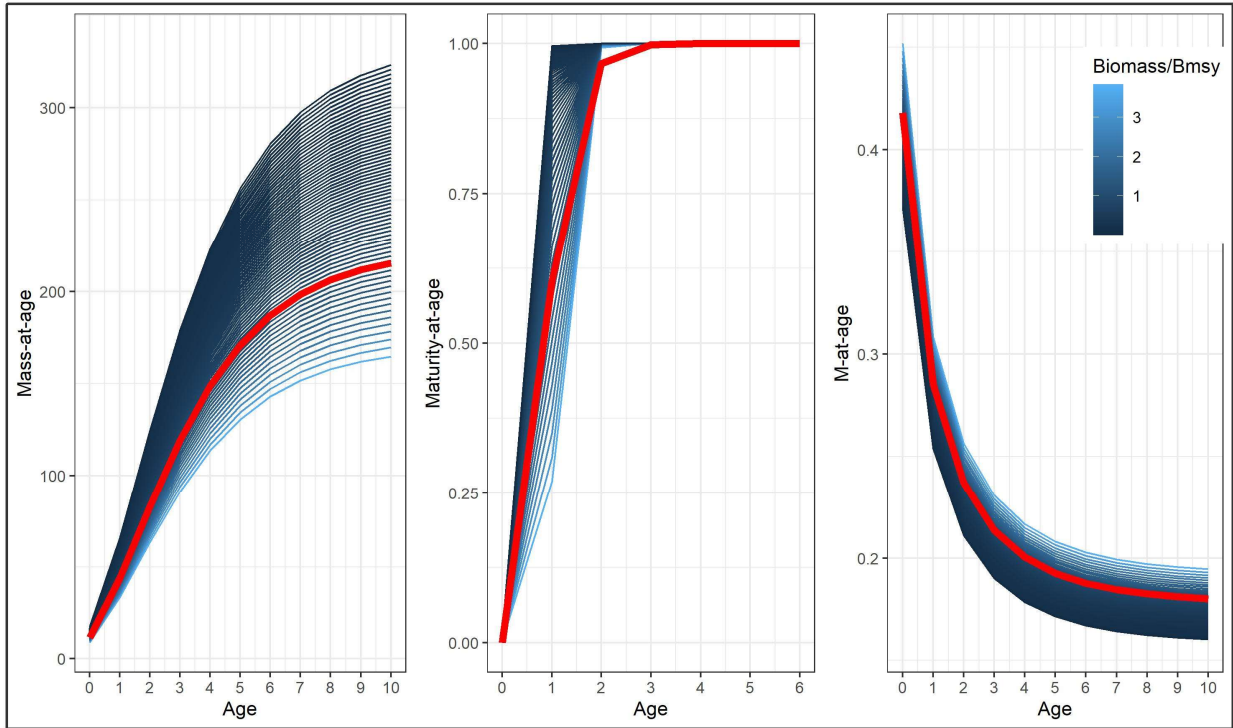 Mass-at-age
300
200
100
0
0 1 2 3 4 5 6 7 8 9 10
Age
Maturity-at-age
1.00
0.75
0.50
0.25
0.00
0 1 2 3 4 5 6
Age
M-at-age
0.4
0.3
0.2
0 1 2 3 4 5 6 7 8 9 10
Age
Biomass/Bmsy
3
2
1